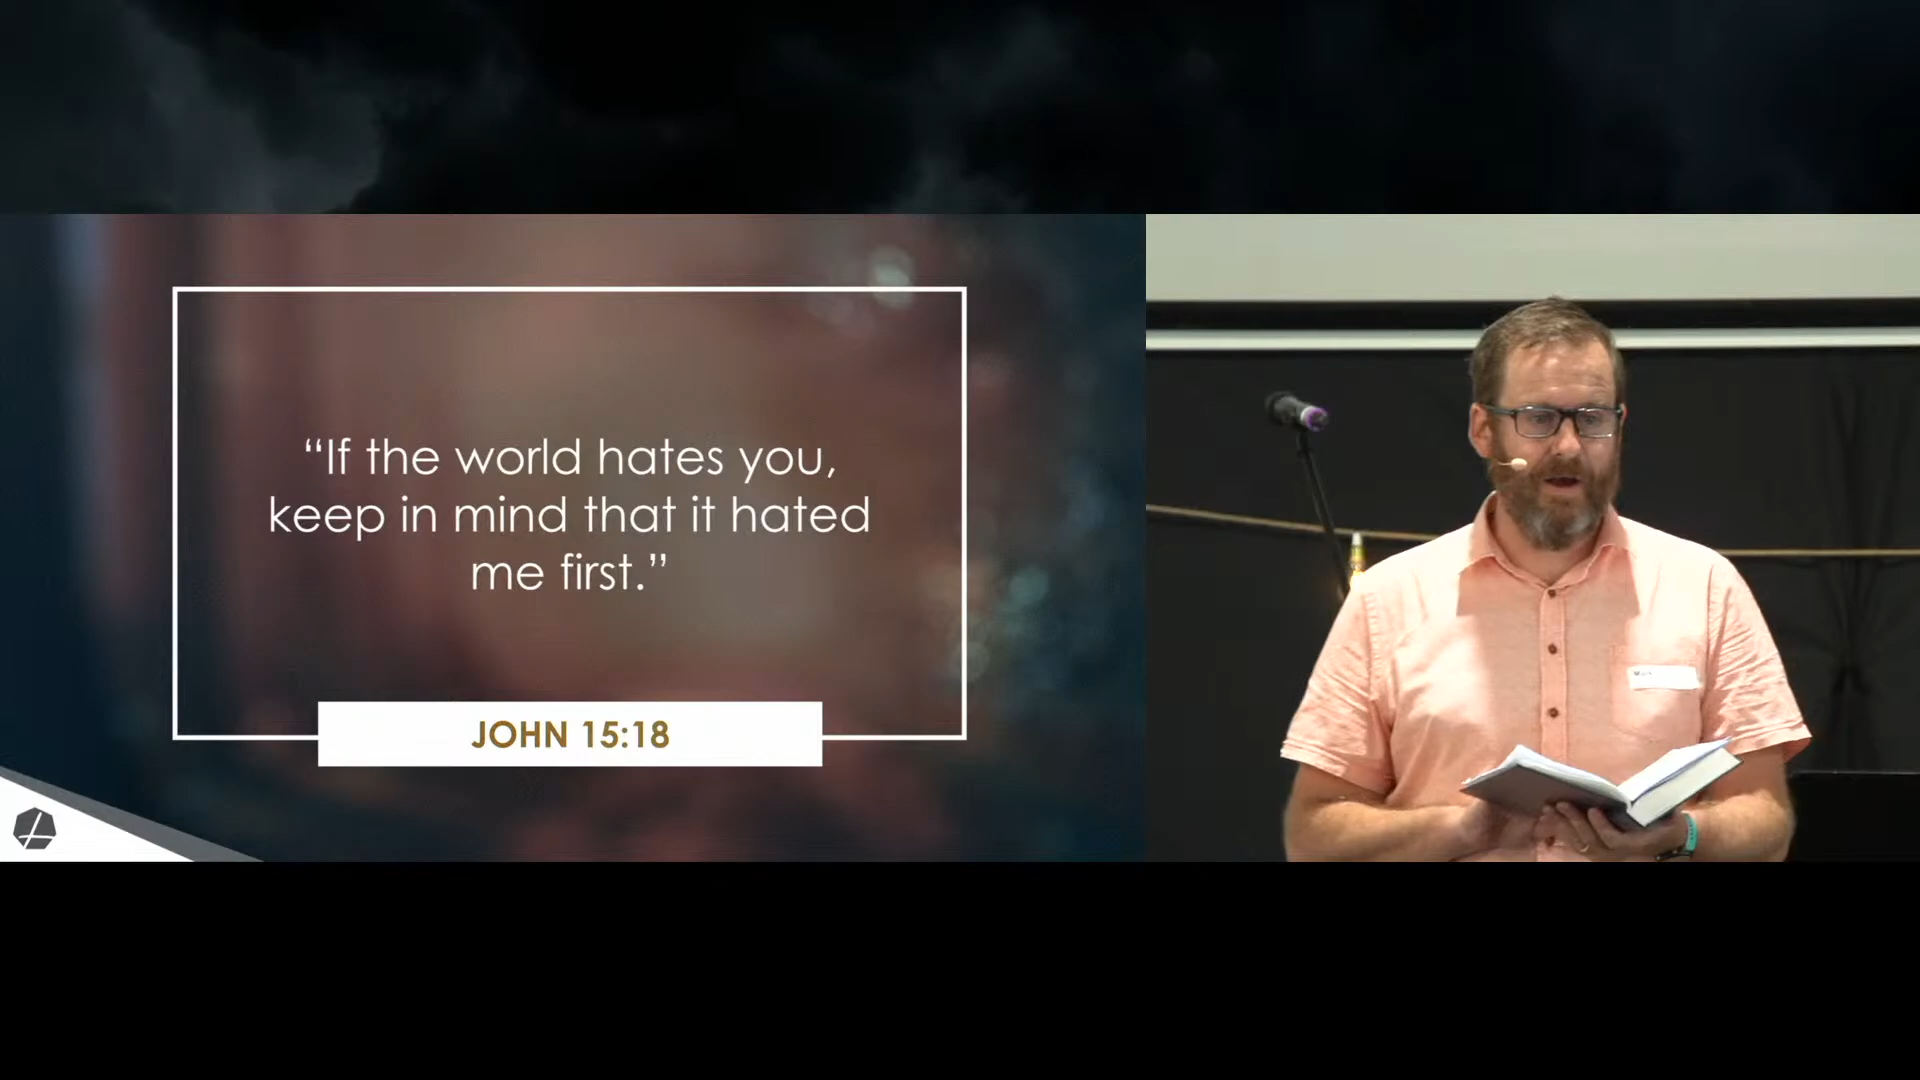 “If the world hates you,
keep in mind that it hated
me first.”
JOHN 15:18